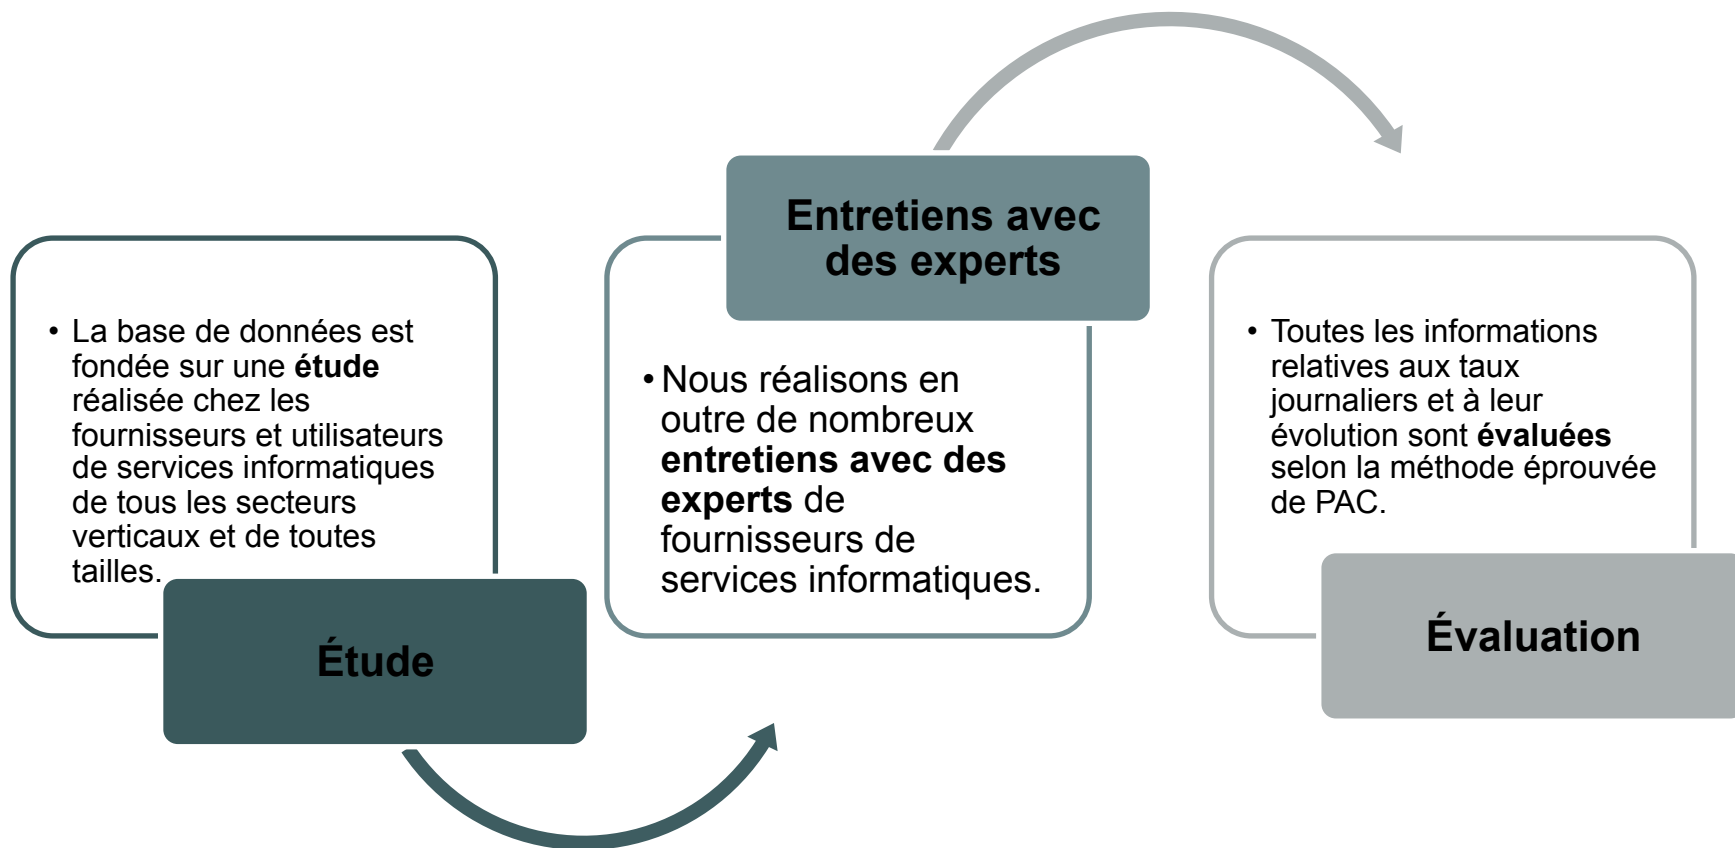 • La base de données est
fondée sur une étude
réalisée chez les
fournisseurs et utilisateurs
de services informatiques
de tous les secteurs
verticaux et de toutes
tailles.
Étude
Entretiens avec
des experts
• Nous réalisons en
outre de nombreux
entretiens avec des
experts de
fournisseurs de
services informatiques.
• Toutes les informations
relatives aux taux
journaliers et à leur
évolution sont évaluées
selon la méthode éprouvée
de PAC.
Évaluation